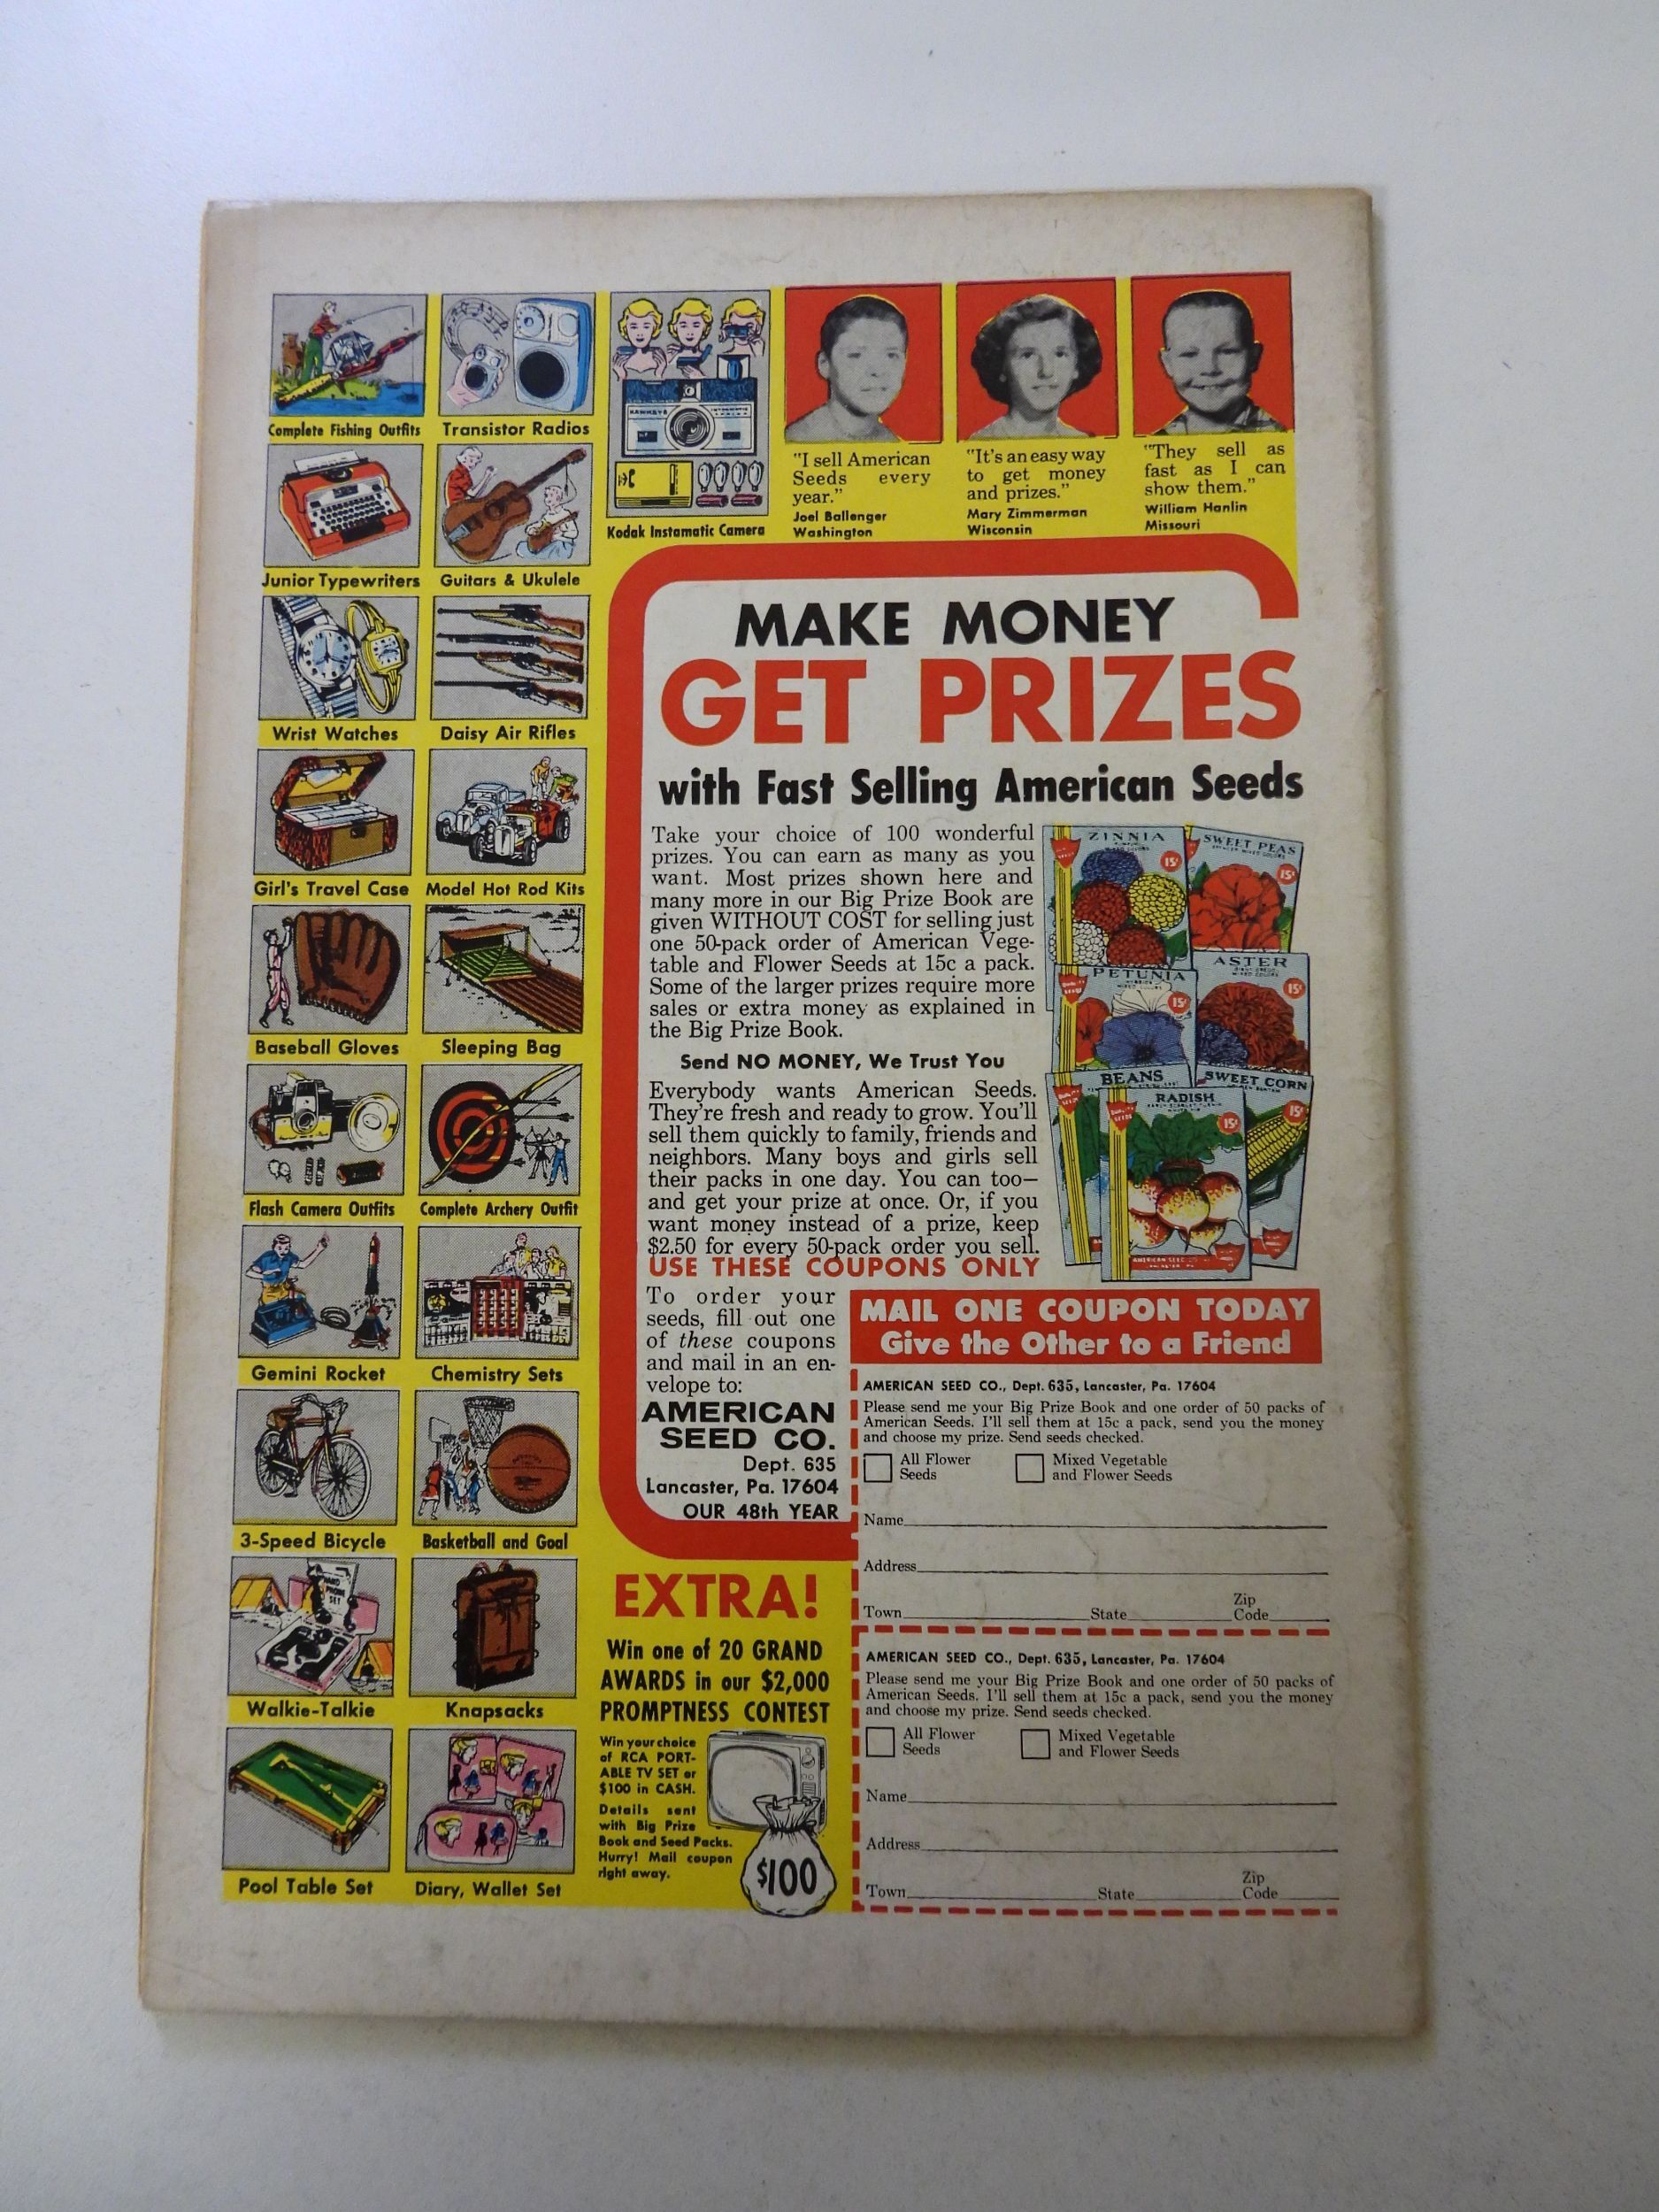 Complete Fishing Outfits
Transistor Radios
KAWKEYE
INSTAMATIC
Kodak Instamatic Camera
"I sell American
Seeds every
year."
Joel Ballenger
Washington
"It's an easy way
to get money
and prizes."
Mary Zimmerman
Wisconsin
"They sell as
fast as I can
show them."
William Hanlin
Missouri
Junior Typewriters
Guitars & Ukulele
Wrist Watches
Daisy Air Rifles
Girl's Travel Case
Model Hot Rod Kits
Baseball Gloves
Sleeping Bag
Flash Camera Outfits
Complete Archery Outfit
Gemini Rocket
Chemistry Sets
3-Speed Bicycle
Basketball and Goal
Walkie-Talkie
Knapsacks
Pool Table Set
Diary, Wallet Set
MAKE MONEY
GET PRIZES
with Fast Selling American Seeds
Take your choice of 100 wonderful
prizes. You can earn as many as you
want. Most prizes shown here and
many more in our Big Prize Book are
given WITHOUT COST for selling just
one 50-pack order of American Vege-
table and Flower Seeds at 15c a pack.
Some of the larger prizes require more
sales or extra money as explained in
the Big Prize Book.
Send NO MONEY, We Trust You
Everybody wants American Seeds.
They're fresh and ready to grow. You'll
sell them quickly to family, friends and
neighbors. Many boys and girls sell
their packs in one day. You can too—
and get your prize at once. Or, if you
want money instead of a prize, keep
$2.50 for every 50-pack order you sell.
USE THESE COUPONS ONLY
To order your
seeds, fill out one
of these coupons
and mail in an en-
velope to:
AMERICAN
SEED CO.
Dept. 635
Lancaster, Pa. 17604
OUR 48th YEAR
ZINNIA
15¢
SWEET PEAS
15¢
PETUNIA
15¢
ASTER
15¢
BEANS
SWEET CORN
15¢
RADISH
15¢
MAIL ONE COUPON TODAY
Give the Other to a Friend
AMERICAN SEED CO., Dept. 635, Lancaster, Pa. 17604
Please send me your Big Prize Book and one order of 50 packs of
American Seeds. I'll sell them at 15c a pack, send you the money
and choose my prize. Send seeds checked.
All Flower
Seeds
Mixed Vegetable
and Flower Seeds
Name
Address
Town State Zip
Code
AMERICAN SEED CO., Dept. 635, Lancaster, Pa. 17604
Please send me your Big Prize Book and one order of 50 packs of
American Seeds. I'll sell them at 15c a pack, send you the money
and choose my prize. Send seeds checked.
All Flower
Seeds
Mixed Vegetable
and Flower Seeds
Name
Address
Town State Zip
Code
EXTRA!
Win one of 20 GRAND
AWARDS in our $2,000
PROMPTNESS CONTEST
Win your choice
of RCA PORT-
ABLE TV SET or
$100 in CASH.
Details sent
with Big Prize
Book and Seed Packs.
Hurry! Mail coupon
right away.
$100